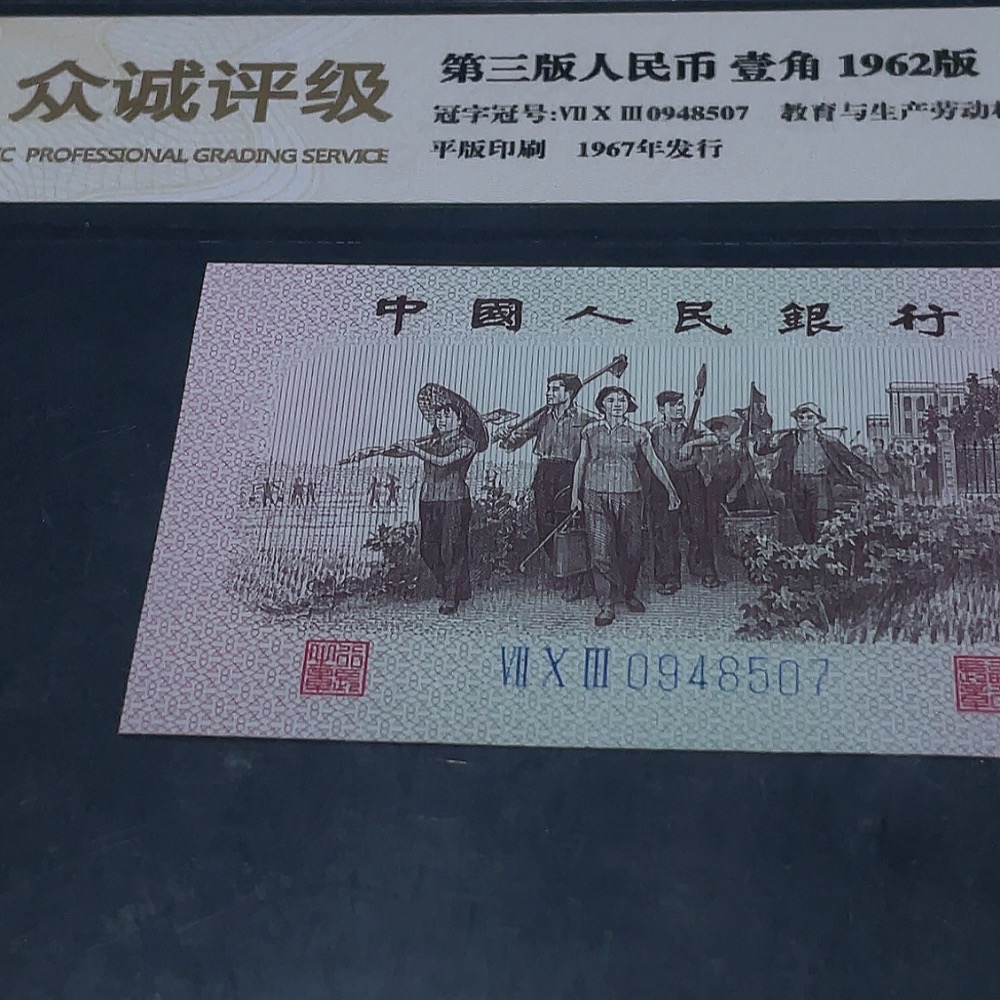 众诚评级
PROFESSIONAL GRADING SERVICE
第三版人民币 壹角 1962版
冠字冠号:Ⅶ Ⅹ Ⅲ 0948507 教育与生产劳动
平版印刷 1967年发行
中國人民銀行
Ⅶ Ⅹ Ⅲ 0948507